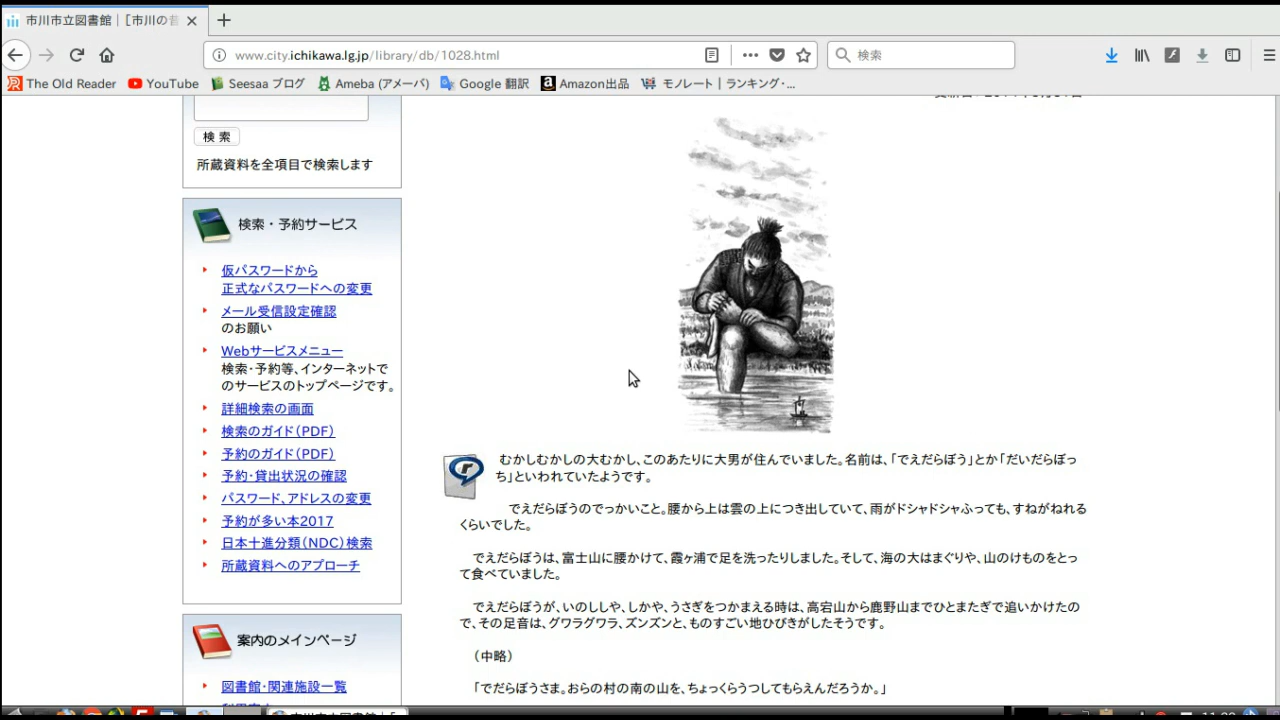 市川市立図書館｜［市川の昔
www.city.ichikawa.lg.jp/library/db/1028.html
検索
The Old Reader
YouTube
Seesaa ブログ
Ameba (アメーバ)
Google 翻訳
Amazon出品
モノレート | ランキング・...
検 索
所蔵資料を全項目で検索します
検索・予約サービス
仮パスワードから
正式なパスワードへの変更
メール受信設定確認
のお願い
Webサービスメニュー
検索・予約等、インターネットで
のサービスのトップページです。
詳細検索の画面
検索のガイド（PDF）
予約のガイド（PDF）
予約・貸出状況の確認
パスワード、アドレスの変更
予約が多い本2017
日本十進分類（NDC）検索
所蔵資料へのアプローチ
案内のメインページ
図書館・関連施設一覧
むかしむかしの大むかし、このあたりに大男が住んでいました。名前は、「でえだらぼう」とか「だいだらぼっ
ち」といわれていたようです。
でえだらぼうのでっかいこと。腰から上は雲の上につき出していて、雨がドシャドシャふっても、すねがぬれる
くらいでした。
でえだらぼうは、富士山に腰かけて、霞ヶ浦で足を洗ったりしました。そして、海の大はまぐりや、山のけものをとっ
て食べていました。
でえだらぼうが、いのししや、しかや、うさぎをつかまえる時は、高宕山から鹿野山までひとまたぎで追いかけたの
で、その足音は、グワラグワラ、ズンズンと、ものすごい地ひびきがしたそうです。
（中略）
「でだらぼうさま。おらの村の南の山を、ちょっくらうつしてもらえんだろうか。」